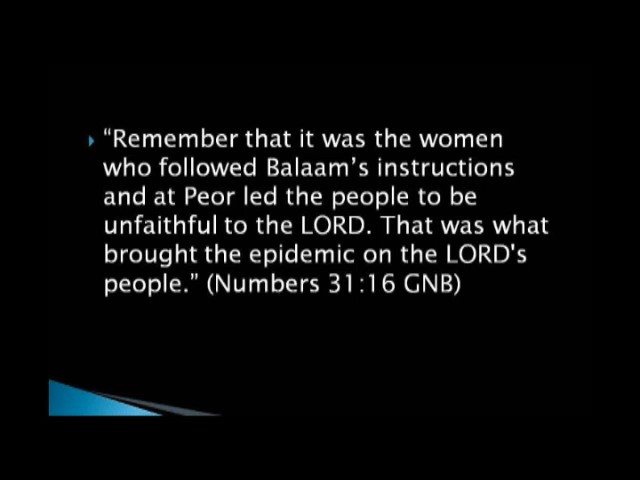 “Remember that it was the women
who followed Balaam’s instructions
and at Peor led the people to be
unfaithful to the LORD. That was what
brought the epidemic on the LORD's
people.” (Numbers 31:16 GNB)